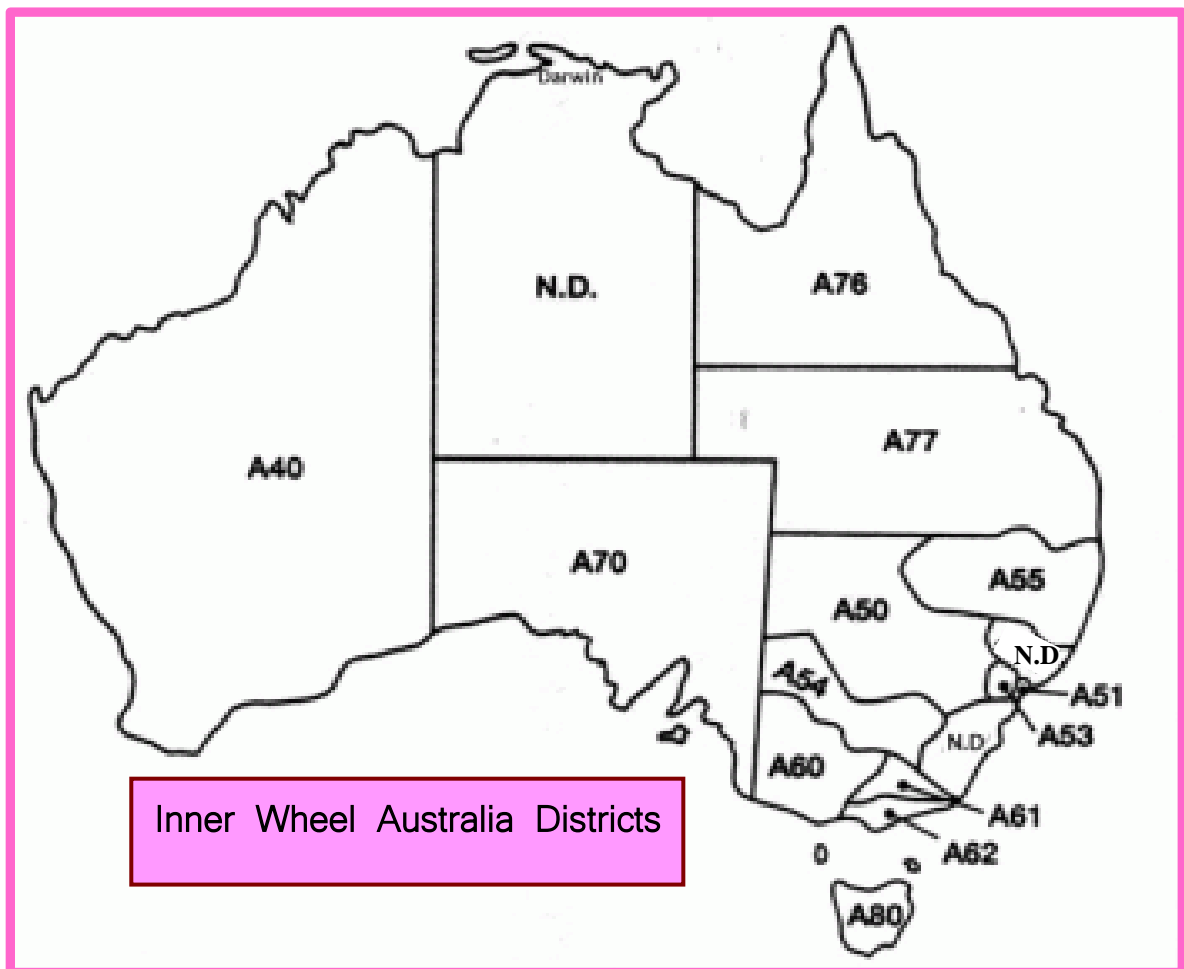 Darwin
N.D.
A76
A77
A40
A70
A55
A50
N.D
A54
A51
A53
N.D
A60
Inner Wheel Australia Districts
A61
A62
A80